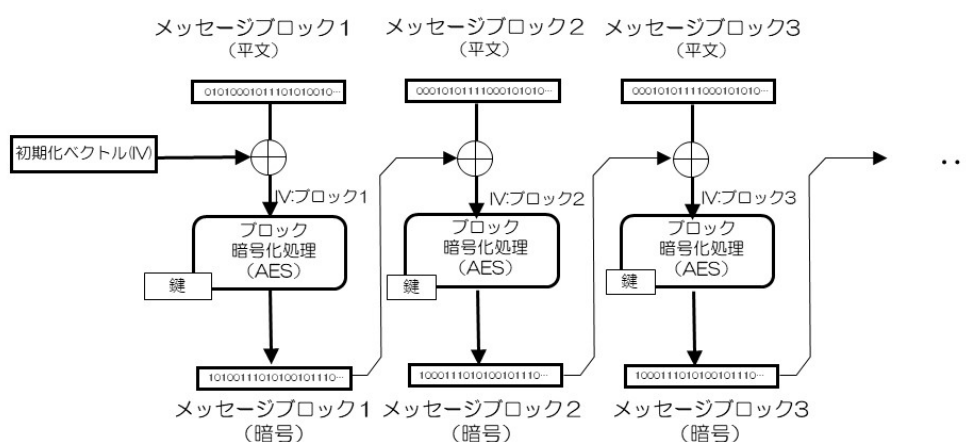 メッセージブロック1
(平文)
メッセージブロック2
(平文)
メッセージブロック3
(平文)
0101000101110101010010…
0001010111110001010​10…
0001010111110001010​10…
初期化ベクトル(IV)
IV:ブロック1
IV:ブロック2
IV:ブロック3
ブロック
暗号化処理
(AES)
ブロック
暗号化処理
(AES)
ブロック
暗号化処理
(AES)
鍵
鍵
鍵
‥
10100111010100101110…
1000111010100101110…
1000111010100101110…
メッセージブロック1
(暗号)
メッセージブロック2
(暗号)
メッセージブロック3
(暗号)